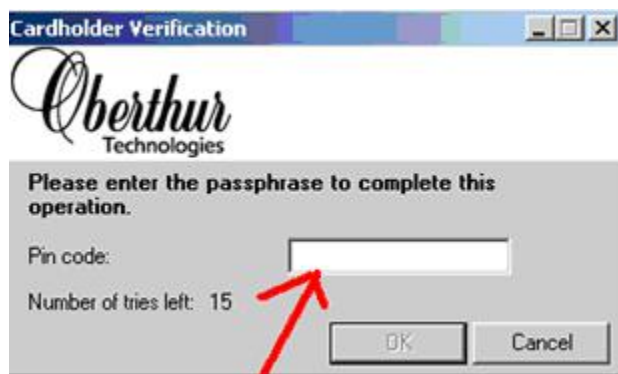 Cardholder Verification
Oberthur
Technologies
Please enter the passphrase to complete this
operation.
Pin code:
Number of tries left: 15
OK
Cancel